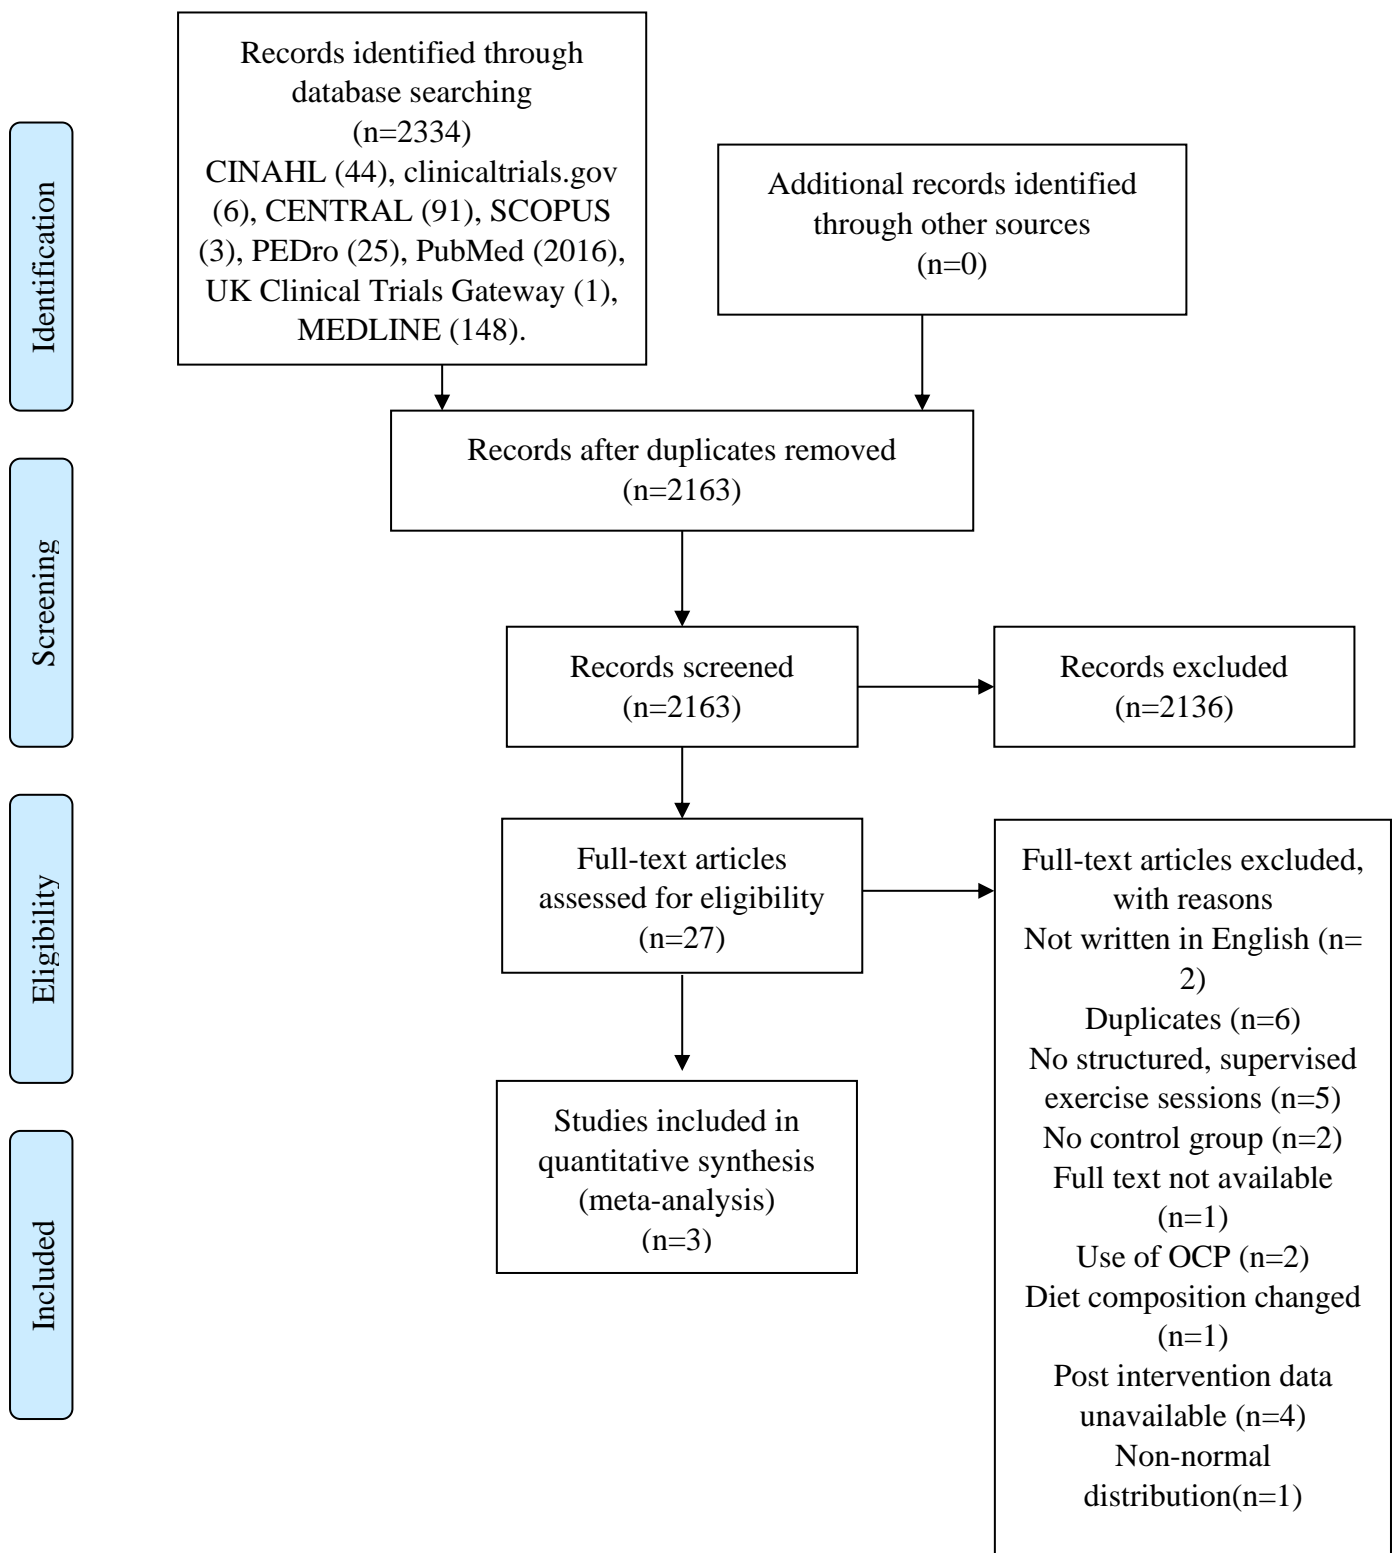 Records identified through
database searching
(n=2334)
CINAHL (44), clinicaltrials.gov
(6), CENTRAL (91), SCOPUS
(3), PEDro (25), PubMed (2016),
UK Clinical Trials Gateway (1),
MEDLINE (148).
Additional records identified
through other sources
(n=0)
Identification
Records after duplicates removed
(n=2163)
Screening
Records screened
(n=2163)
Records excluded
(n=2136)
Eligibility
Full-text articles
assessed for eligibility
(n=27)
Full-text articles excluded,
with reasons
Not written in English (n=
2)
Duplicates (n=6)
No structured, supervised
exercise sessions (n=5)
No control group (n=2)
Full text not available
(n=1)
Use of OCP (n=2)
Diet composition changed
(n=1)
Post intervention data
unavailable (n=4)
Non-normal
distribution(n=1)
Included
Studies included in
quantitative synthesis
(meta-analysis)
(n=3)